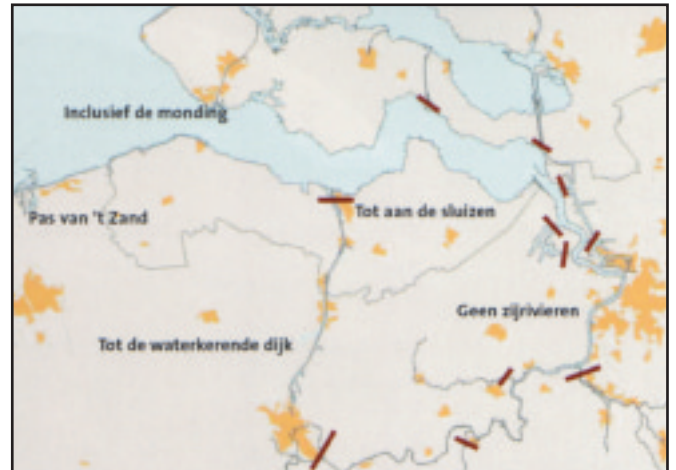 Inclusief de monding
Pas van 't Zand
Tot aan de sluizen
Geen zijrivieren
Tot de waterkerende dijk